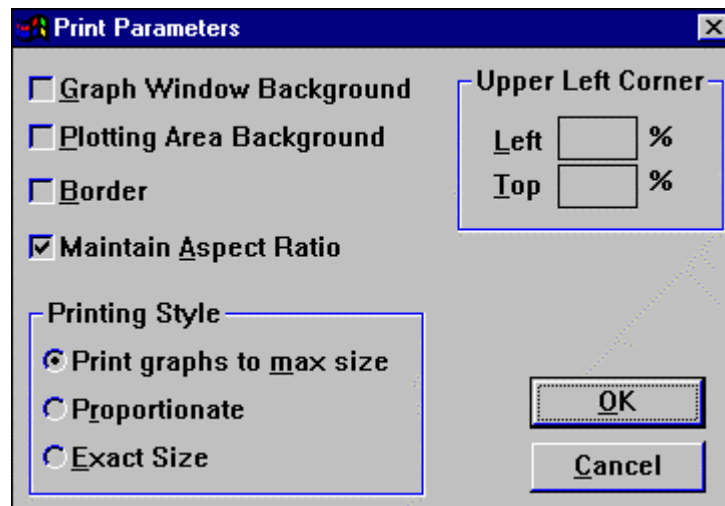 Print Parameters
Graph Window Background
Plotting Area Background
Border
Maintain Aspect Ratio
Upper Left Corner
Left %
Top %
Printing Style
Print graphs to max size
Proportionate
Exact Size
OK
Cancel